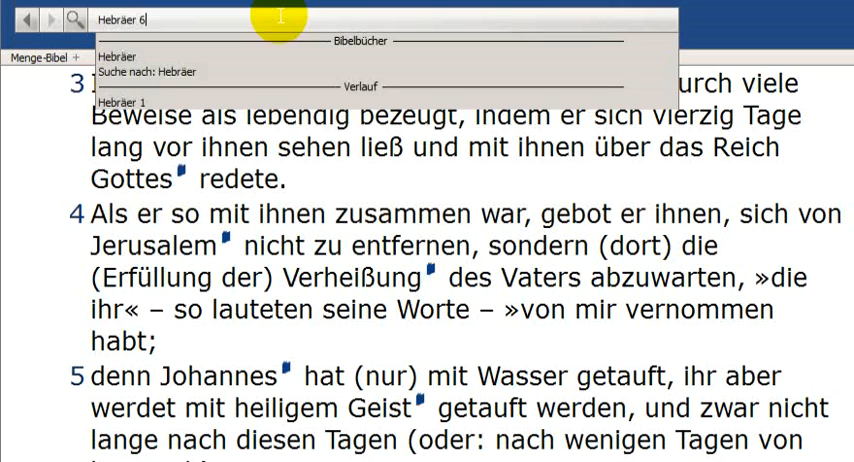 Hebräer 6
Bibelbücher
Menge-Bibel +
Hebräer
Suche nach: Hebräer
Verlauf
Hebräer 1
3 urch viele
Beweise als lebendig bezeugt, indem er sich vierzig Tage
lang vor ihnen sehen ließ und mit ihnen über das Reich
Gottes redete.
4 Als er so mit ihnen zusammen war, gebot er ihnen, sich von
Jerusalem nicht zu entfernen, sondern (dort) die
(Erfüllung der) Verheißung des Vaters abzuwarten, »die
ihr« – so lauteten seine Worte – »von mir vernommen
habt;
5 denn Johannes hat (nur) mit Wasser getauft, ihr aber
werdet mit heiligem Geist getauft werden, und zwar nicht
lange nach diesen Tagen (oder: nach wenigen Tagen von